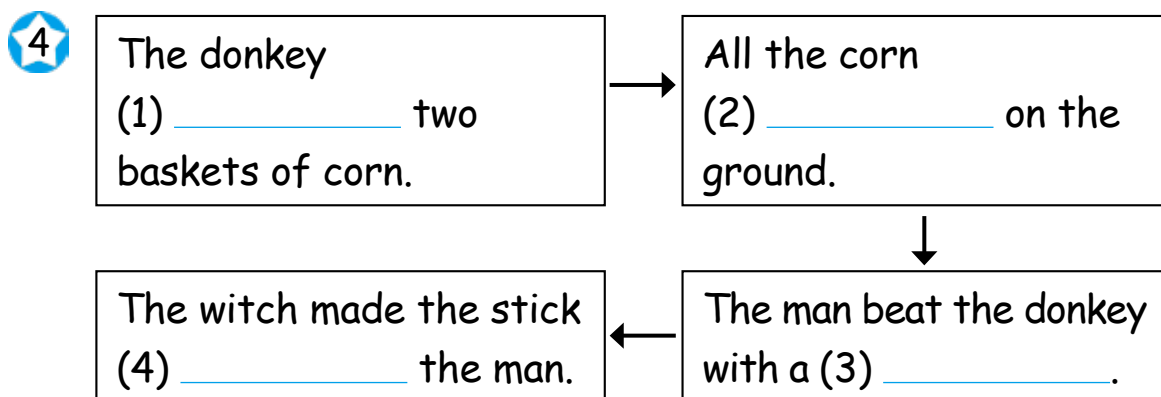 4
The donkey
(1) ____________ two
baskets of corn.
All the corn
(2) ____________ on the
ground.
The man beat the donkey
with a (3) ____________.
The witch made the stick
(4) ____________ the man.